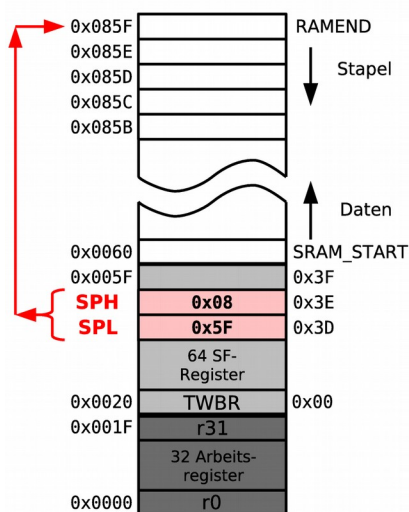 0x085F RAMEND
0x085E
0x085D Stapel
0x085C
0x085B
Daten
0x0060 SRAM_START
0x005F 0x3F
SPH 0x08 0x3E
SPL 0x5F 0x3D
64 SF-
Register
0x0020 TWBR 0x00
0x001F r31
32 Arbeits-
register
0x0000 r0